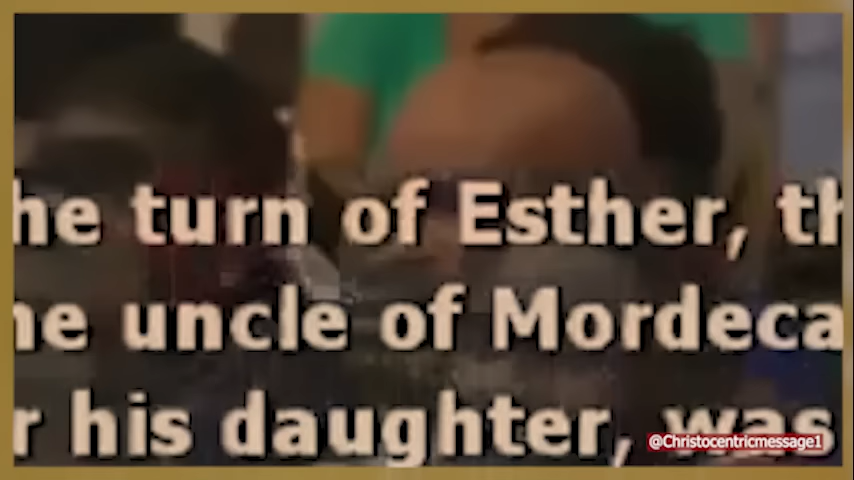 he turn of Esther, th
he uncle of Mordeca
r his daughter, was
@Christocentricmessage1